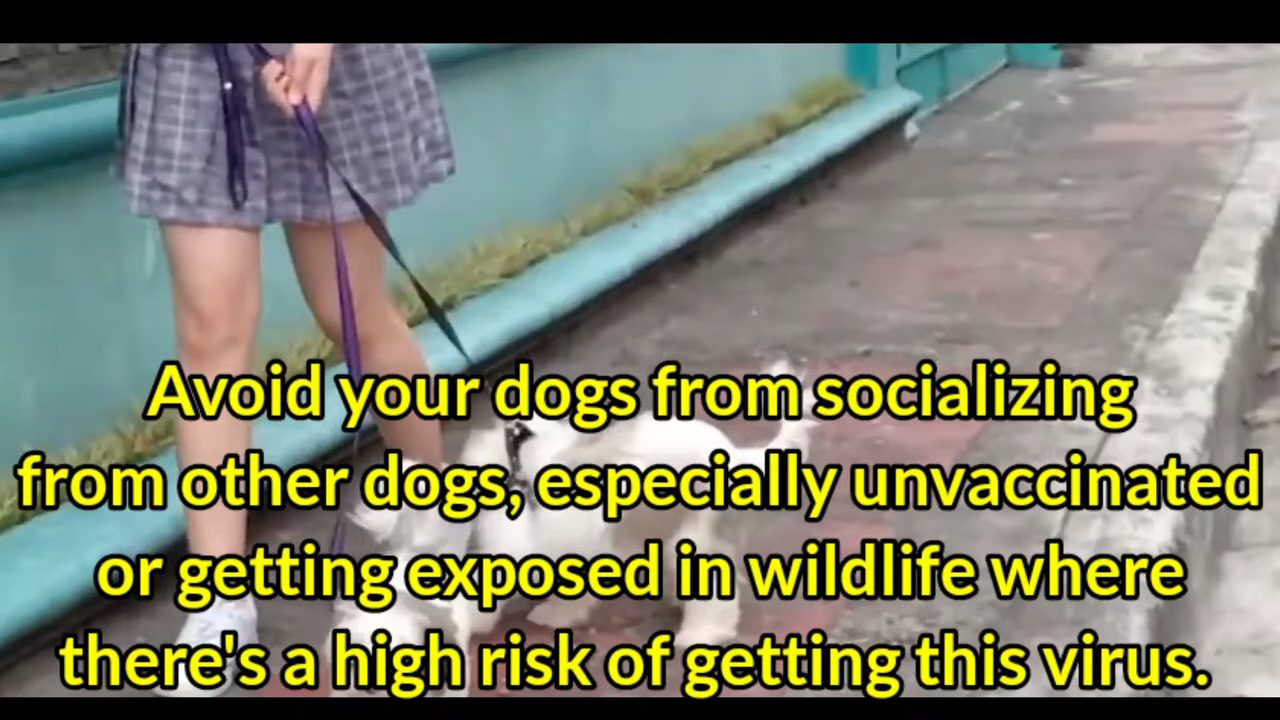 Avoid your dogs from socializing
from other dogs, especially unvaccinated
or getting exposed in wildlife where
there's a high risk of getting this virus.